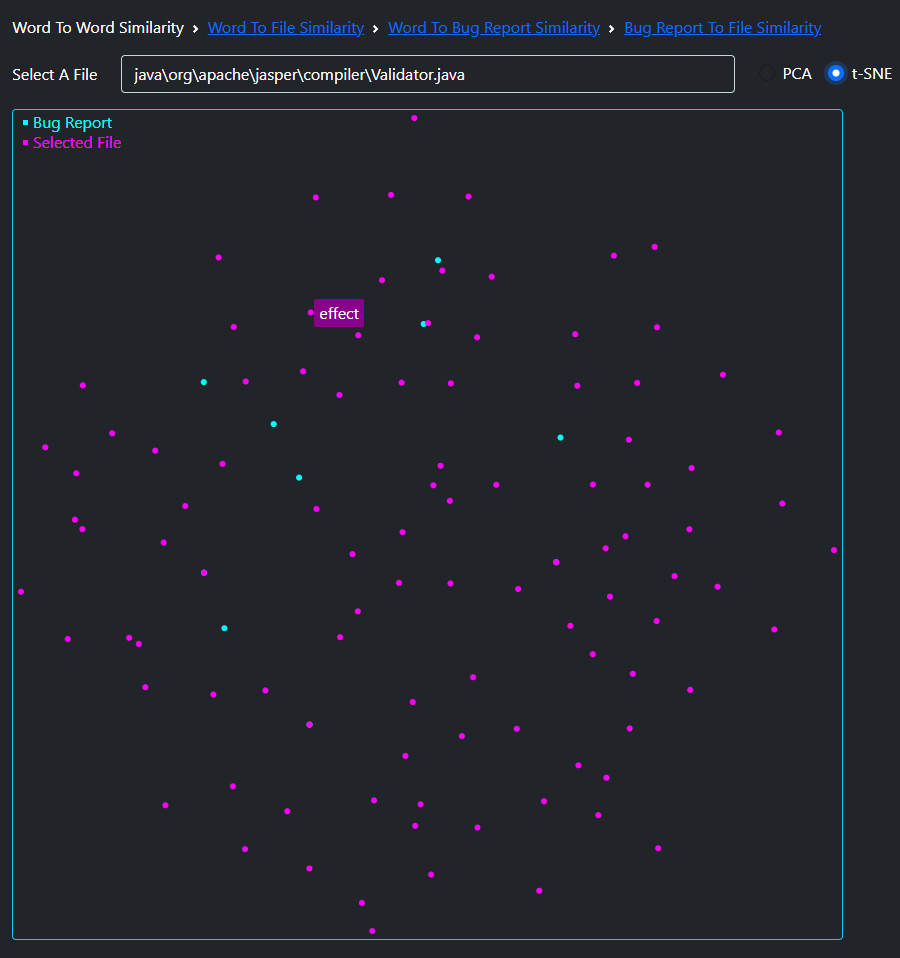 Word To Word Similarity › Word To File Similarity › Word To Bug Report Similarity › Bug Report To File Similarity
Select A File java\org\apache\jasper\compiler\Validator.java PCA t-SNE
Bug Report
Selected File
effect